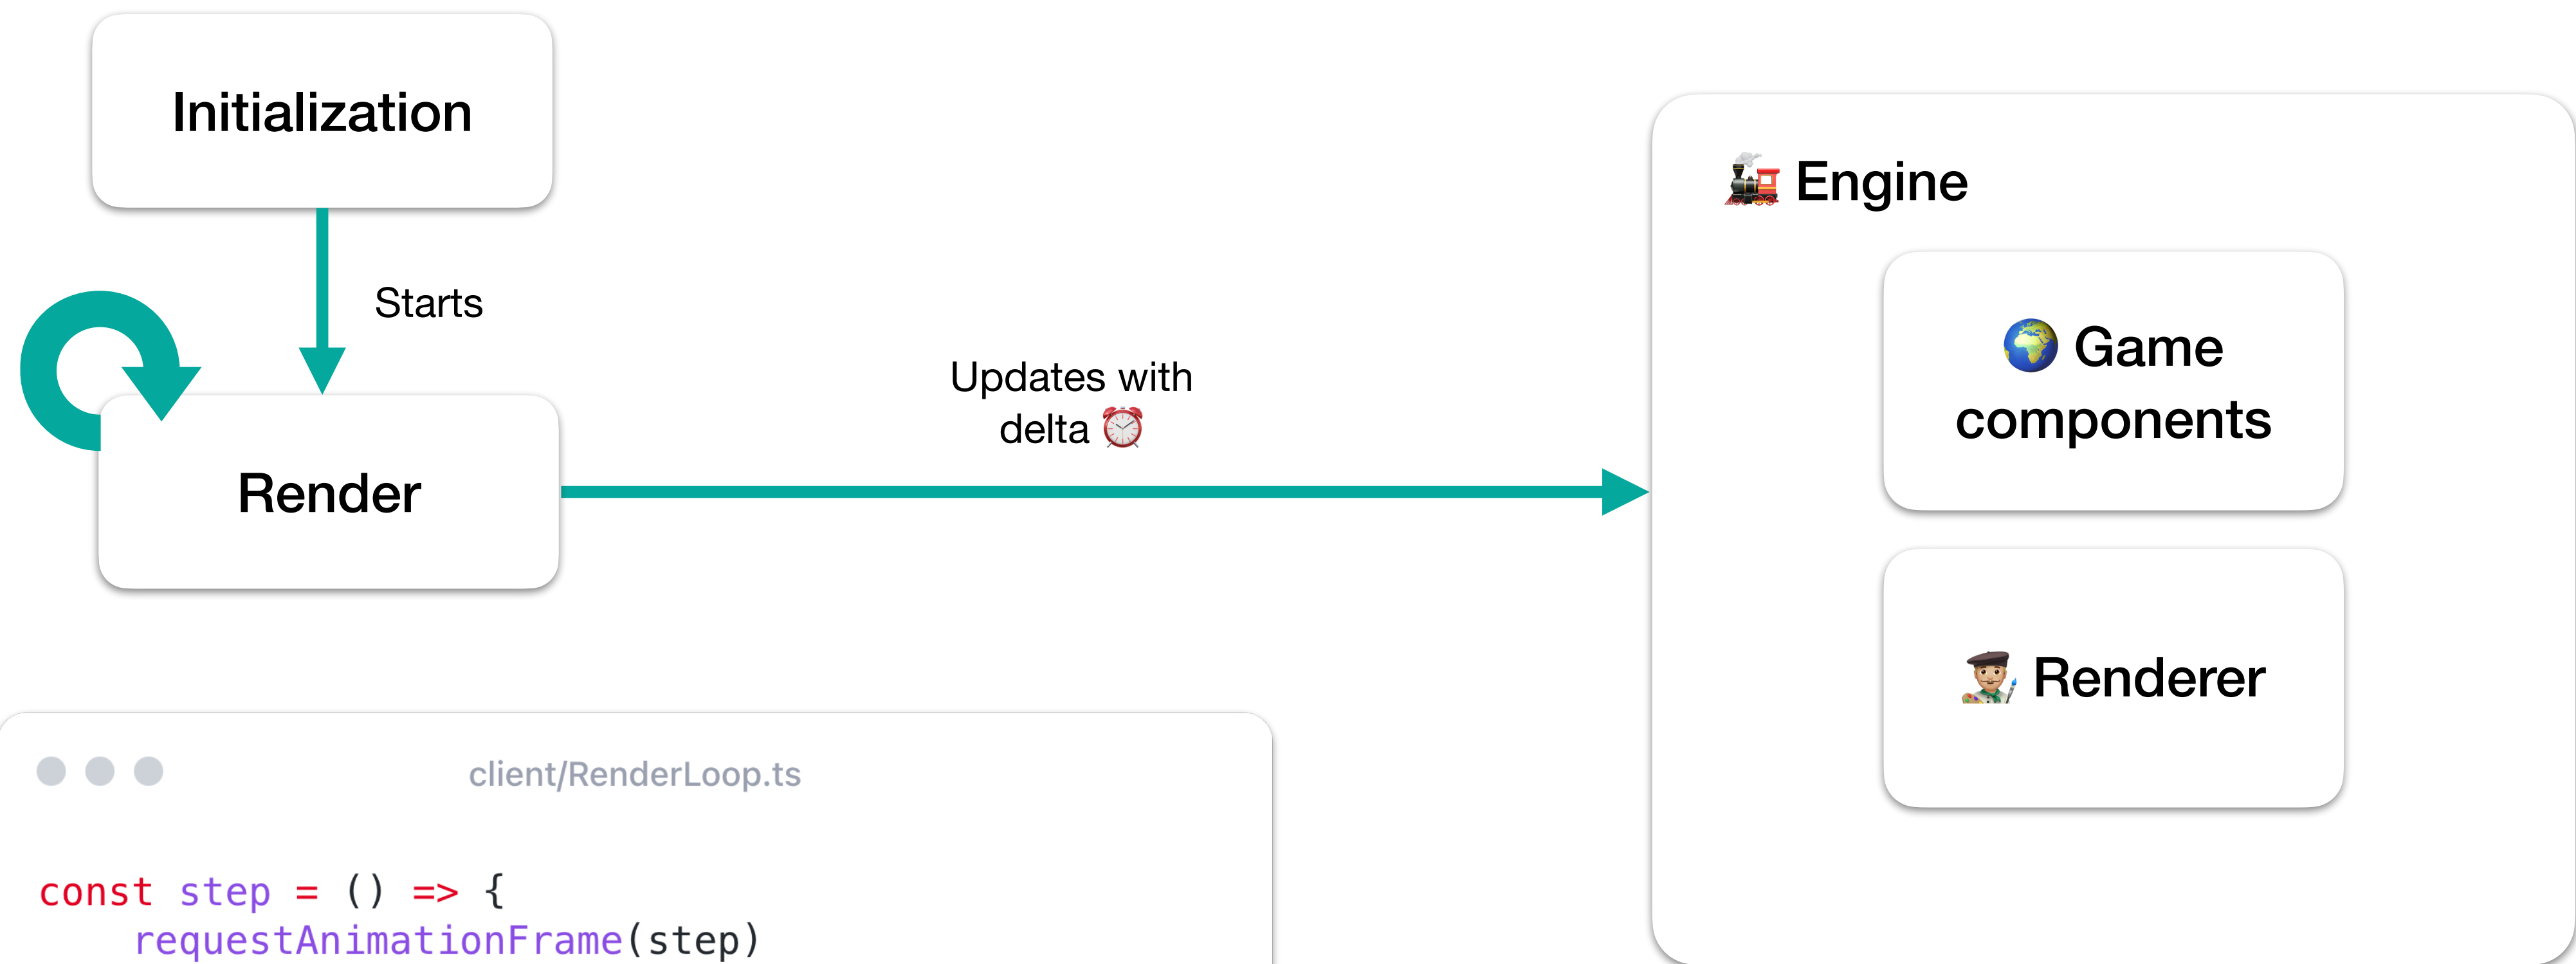 Initialization
Starts
Render
Updates with
delta ⏰
🚂 Engine
🌍 Game
components
👨🏼‍🎨 Renderer
client/RenderLoop.ts
const step = () => {
    requestAnimationFrame(step)